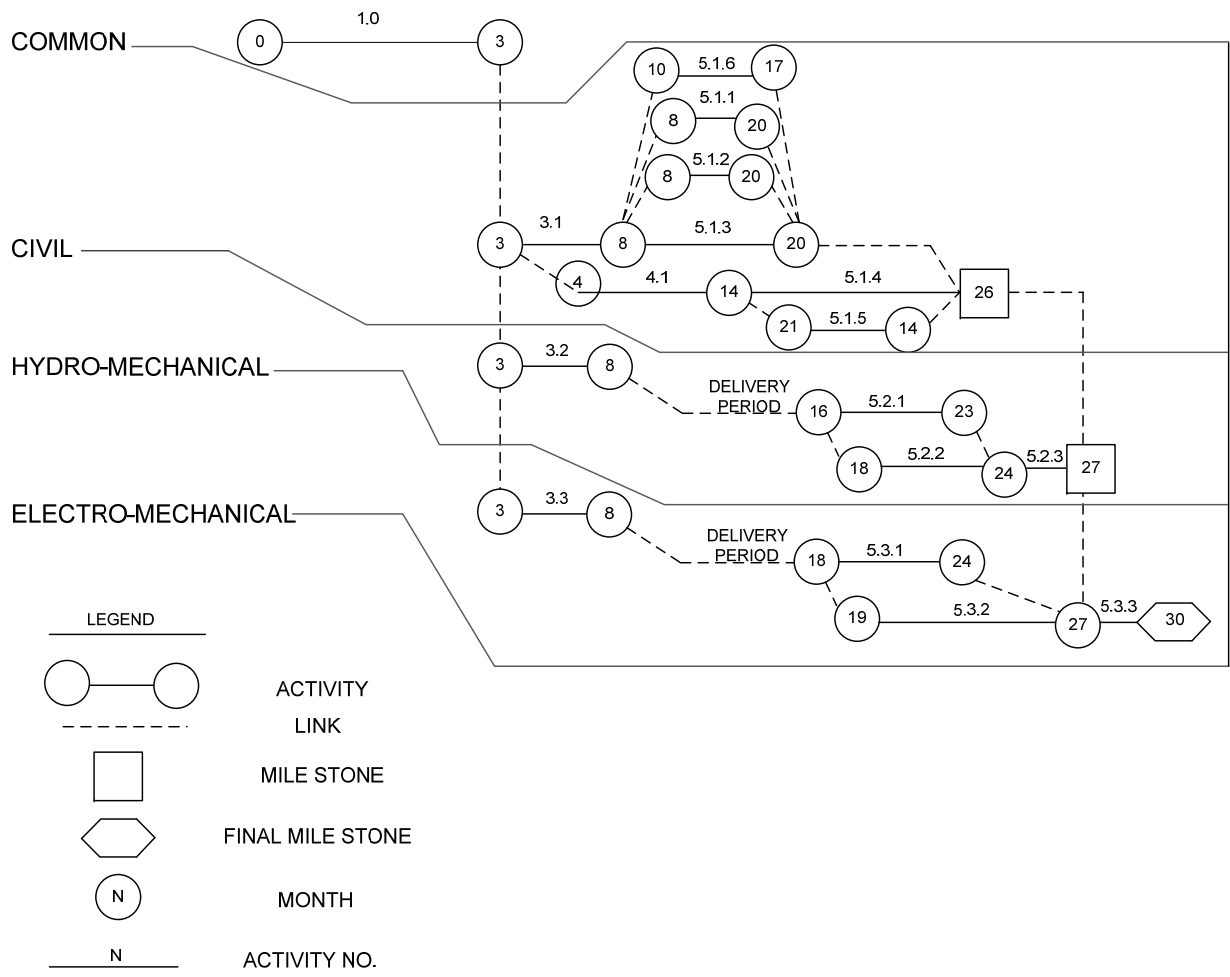 1.0
COMMON
0
3
10
5.1.6
17
5.1.1
8
20
5.1.2
8
20
3.1
5.1.3
CIVIL
3
8
20
4
4.1
14
5.1.4
26
21
5.1.5
14
HYDRO-MECHANICAL
3
3.2
8
DELIVERY
PERIOD
16
5.2.1
23
18
5.2.2
24
5.2.3
27
ELECTRO-MECHANICAL
3
3.3
8
DELIVERY
PERIOD
18
5.3.1
24
19
5.3.2
27
5.3.3
30
LEGEND
ACTIVITY
LINK
MILE STONE
FINAL MILE STONE
N
MONTH
N
ACTIVITY NO.